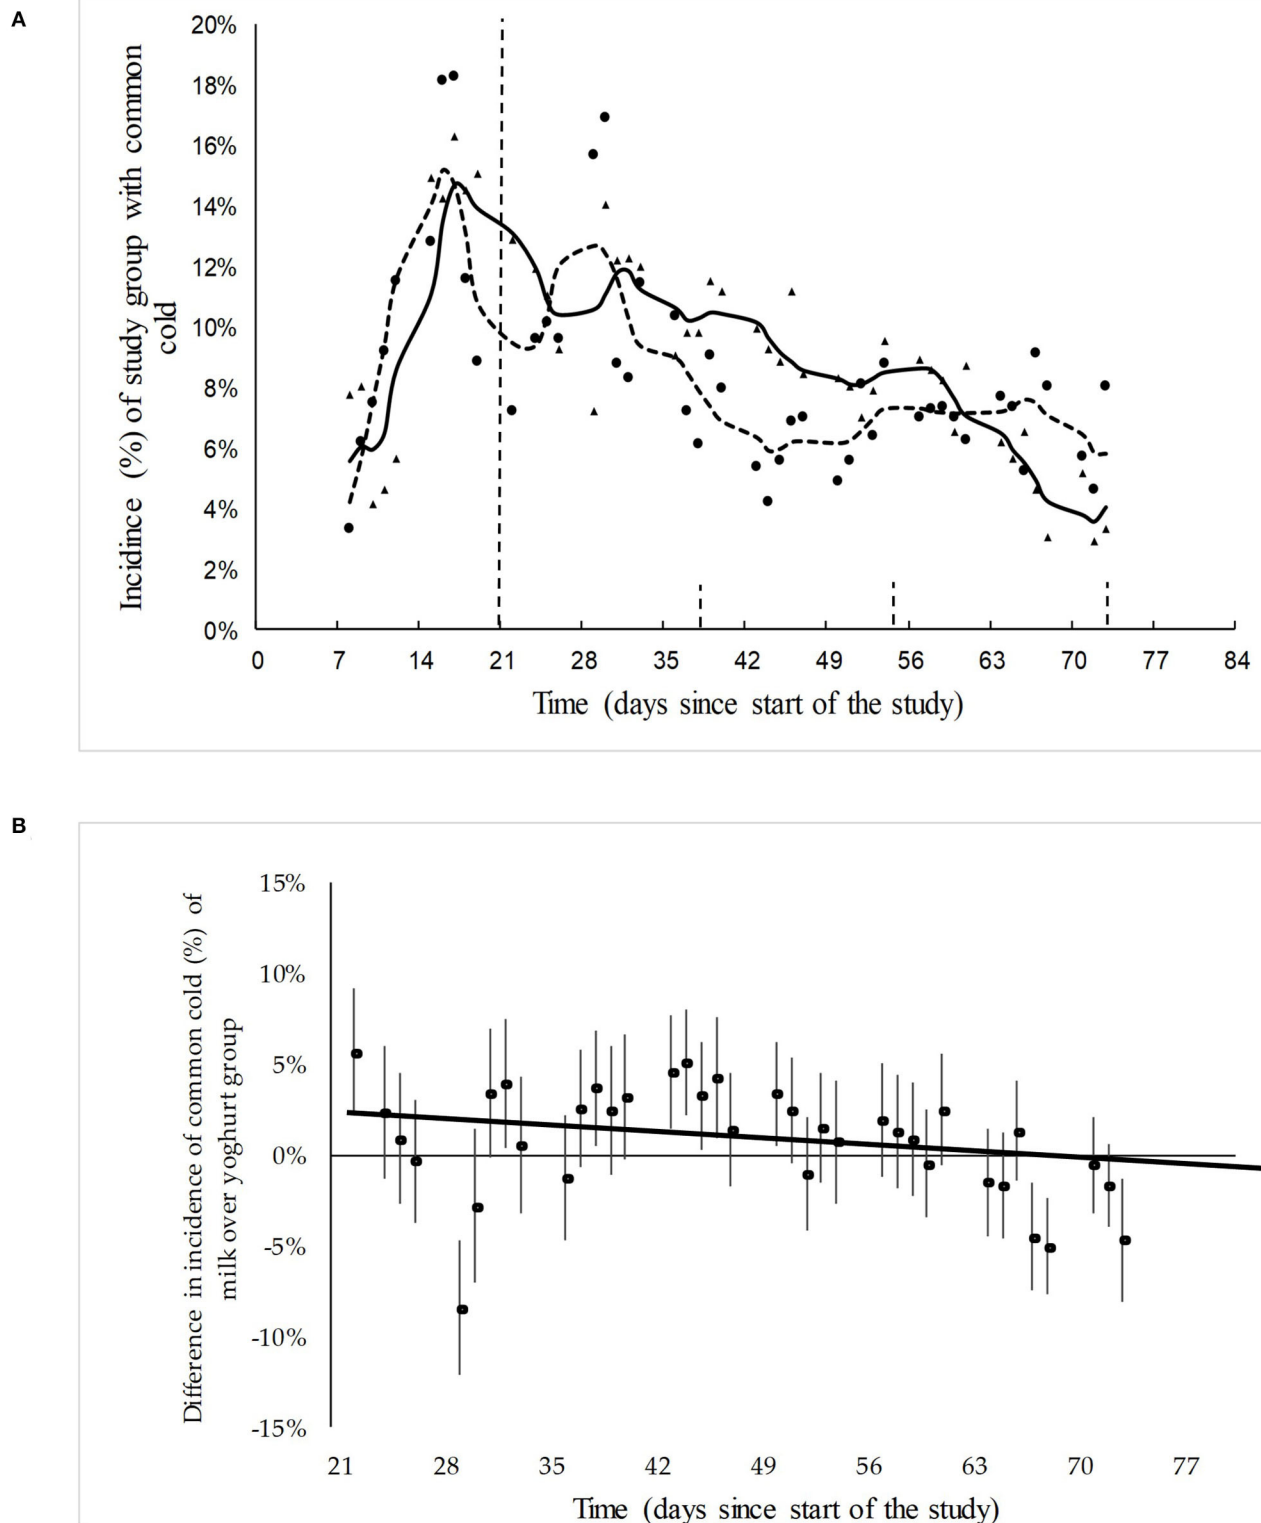 A
Incidince (%) of study group with common
cold
20%
18%
16%
14%
12%
10%
8%
6%
4%
2%
0%
0 7 14 21 28 35 42 49 56 63 70 77 84
Time (days since start of the study)
B
Difference in incidence of common cold (%) of
milk over yoghurt group
15%
10%
5%
0%
-5%
-10%
-15%
21 28 35 42 49 56 63 70 77
Time (days since start of the study)